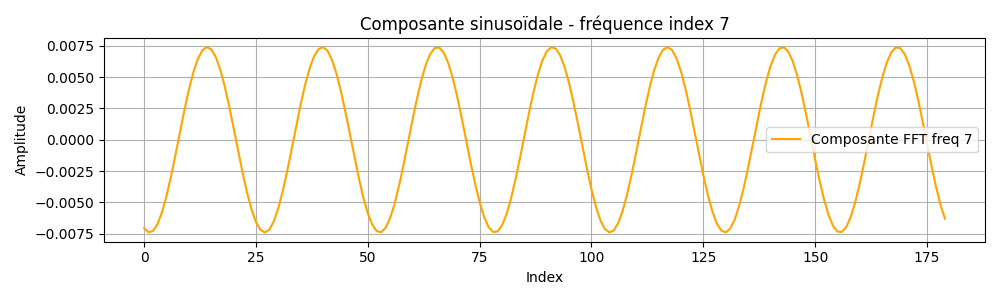 Composante sinusoïdale - fréquence index 7
Amplitude
0.0075
0.0050
0.0025
0.0000
−0.0025
−0.0050
−0.0075
Composante FFT freq 7
0 25 50 75 100 125 150 175
Index